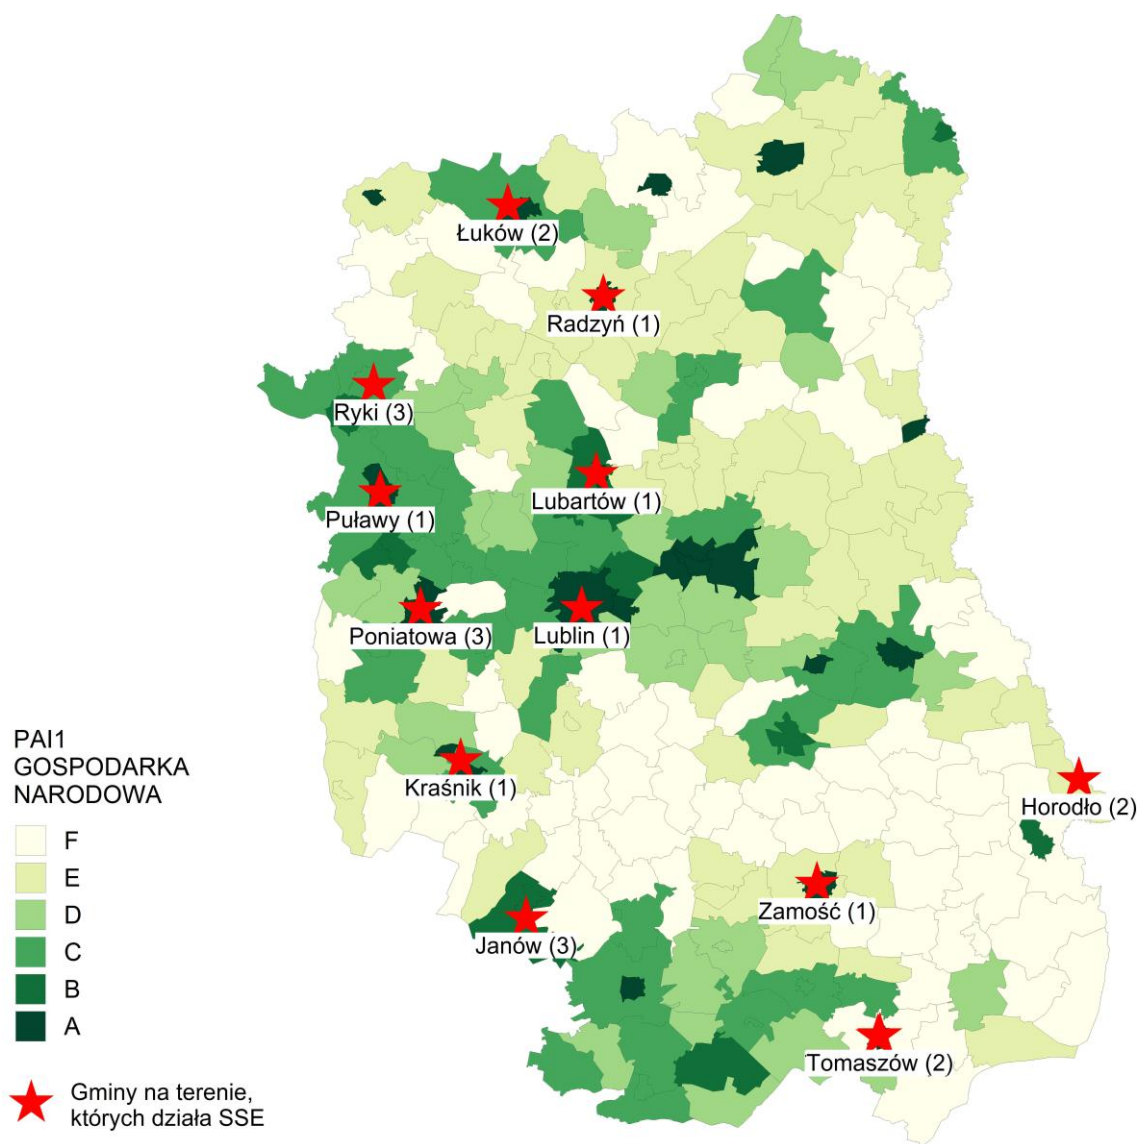 Łuków (2)
Radzyń (1)
Ryki (3)
Lubartów (1)
Puławy (1)
Poniatowa (3)
Lublin (1)
PAI1
GOSPODARKA
NARODOWA
Kraśnik (1)
Horodło (2)
F
E
Zamość (1)
D
Janów (3)
C
B
A
Tomaszów (2)
Gminy na terenie,
których działa SSE